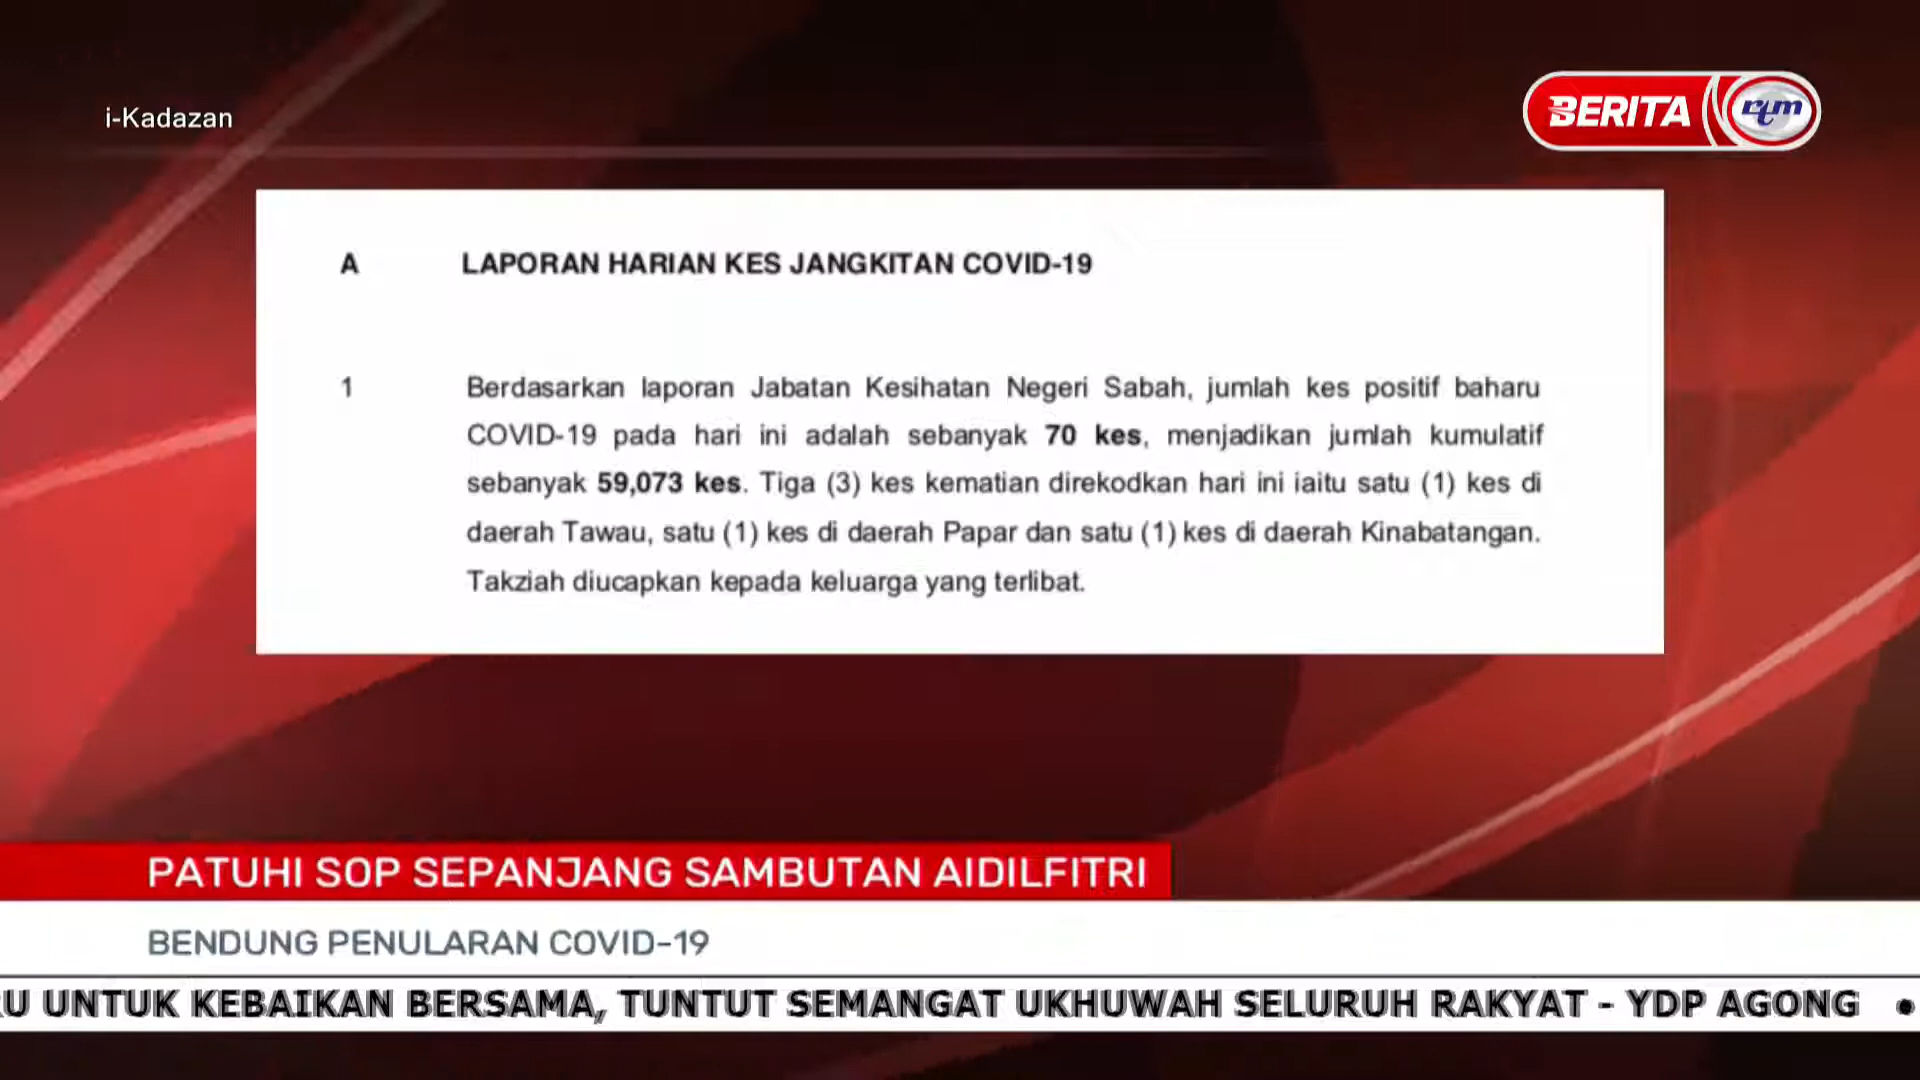 i-Kadazan
BERITA rtm
A LAPORAN HARIAN KES JANGKITAN COVID-19
1 Berdasarkan laporan Jabatan Kesihatan Negeri Sabah, jumlah kes positif baharu
COVID-19 pada hari ini adalah sebanyak 70 kes, menjadikan jumlah kumulatif
sebanyak 59,073 kes. Tiga (3) kes kematian direkodkan hari ini iaitu satu (1) kes di
daerah Tawau, satu (1) kes di daerah Papar dan satu (1) kes di daerah Kinabatangan.
Takziah diucapkan kepada keluarga yang terlibat.
PATUHI SOP SEPANJANG SAMBUTAN AIDILFITRI
BENDUNG PENULARAN COVID-19
UNTUK KEBAIKAN BERSAMA, TUNTUT SEMANGAT UKHUWAH SELURUH RAKYAT - YDP AGONG •